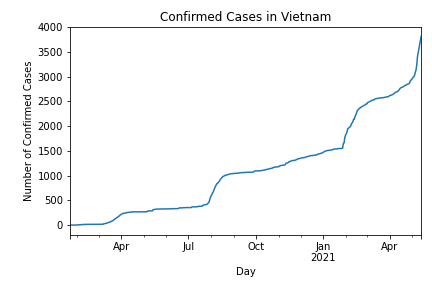 Confirmed Cases in Vietnam
Number of Confirmed Cases
4000
3500
3000
2500
2000
1500
1000
500
0
Apr Jul Oct Jan Apr
2021
Day